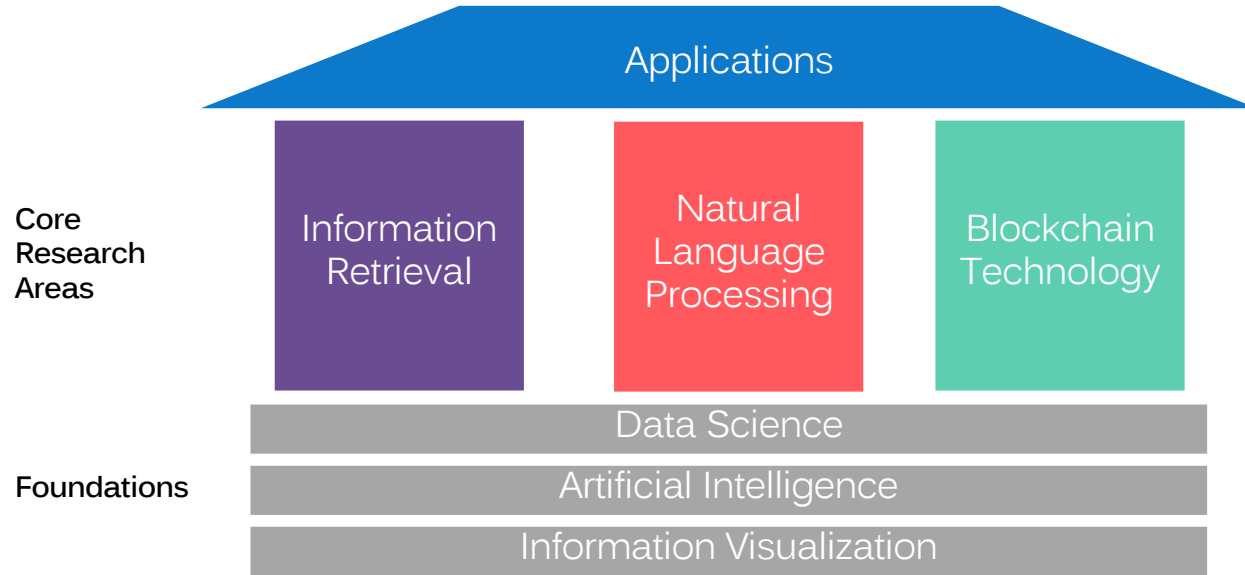 Applications
Core
Research
Areas
Information
Retrieval
Natural
Language
Processing
Blockchain
Technology
Foundations
Data Science
Artificial Intelligence
Information Visualization